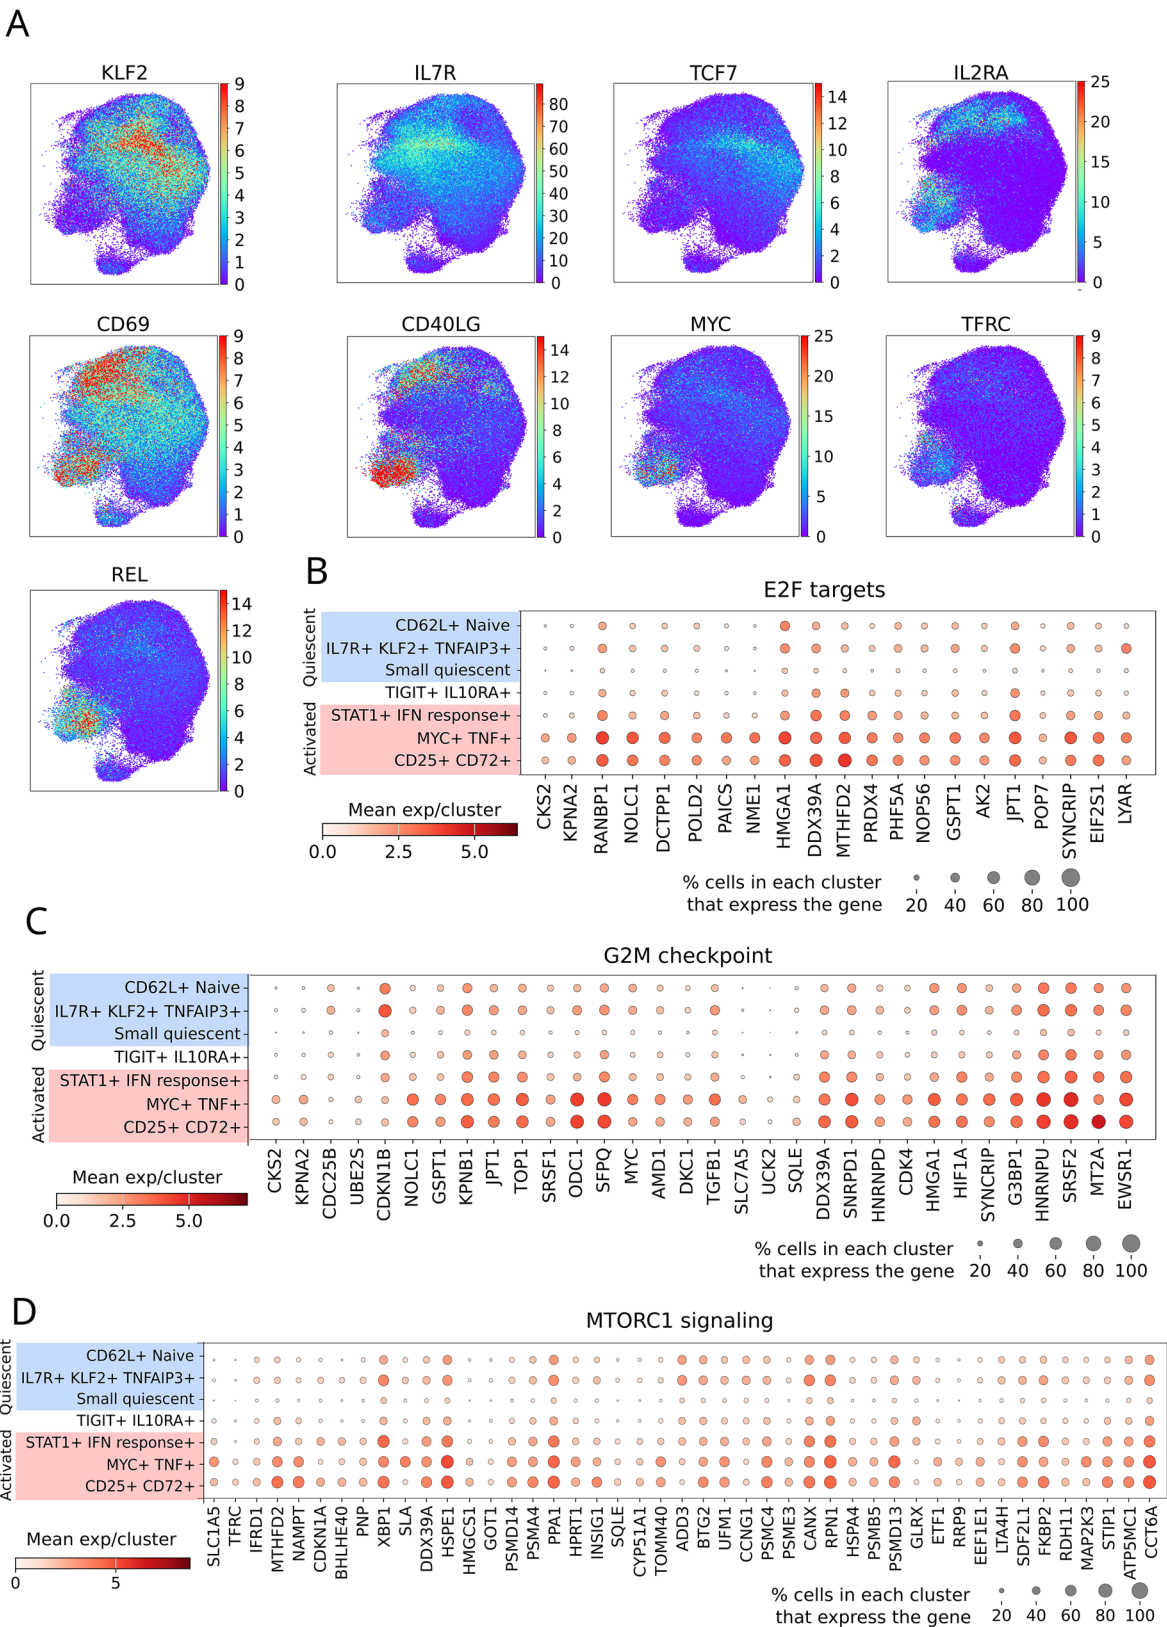 A
KLF2
9
8
7
6
5
4
3
2
1
0
IL7R
80
70
60
50
40
30
20
10
0
TCF7
14
12
10
8
6
4
2
0
IL2RA
25
20
15
10
5
0
CD69
9
8
7
6
5
4
3
2
1
0
CD40LG
14
12
10
8
6
4
2
0
MYC
25
20
15
10
5
0
TFRC
9
8
7
6
5
4
3
2
1
0
REL
14
12
10
8
6
4
2
0
B
E2F targets
Quiescent
CD62L+ Naive
IL7R+ KLF2+ TNFAIP3+
Small quiescent
TIGIT+ IL10RA+
Activated
STAT1+ IFN response+
MYC+ TNF+
CD25+ CD72+
CKS2 KPNA2 RANBP1 NOLC1 DCTPP1 POLD2 PAICS NME1 HMGA1 DDX39A MTHFD2 PRDX4 PHF5A NOP56 GSPT1 AK2 JPT1 POP7 SYNCRIP EIF2S1 LYAR
Mean exp/cluster
0.0 2.5 5.0
% cells in each cluster
that express the gene
20 40 60 80 100
C
G2M checkpoint
Quiescent
CD62L+ Naive
IL7R+ KLF2+ TNFAIP3+
Small quiescent
TIGIT+ IL10RA+
Activated
STAT1+ IFN response+
MYC+ TNF+
CD25+ CD72+
CKS2 KPNA2 CDC25B UBE2S CDKN1B NOLC1 GSPT1 KPNB1 JPT1 TOP1 SRSF1 ODC1 SFPQ MYC AMD1 DKC1 TGFB1 SLC7A5 UCK2 SQLE DDX39A SNRPD1 HNRNPD CDK4 HMGA1 HIF1A SYNCRIP G3BP1 HNRNPU SRSF2 MT2A EWSR1
Mean exp/cluster
0.0 2.5 5.0
% cells in each cluster
that express the gene
20 40 60 80 100
D
MTORC1 signaling
Quiescent
CD62L+ Naive
IL7R+ KLF2+ TNFAIP3+
Small quiescent
TIGIT+ IL10RA+
Activated
STAT1+ IFN response+
MYC+ TNF+
CD25+ CD72+
SLC1A5 TFRC IFRD1 MTHFD2 NAMPT CDKN1A BHLHE40 PNP XBP1 SLA DDX39A HSPE1 HMGCS1 GOT1 PSMD14 PSMA4 PPA1 HPRT1 INSIG1 SQLE CYP51A1 TOMM40 ADD3 BTG2 UFM1 CCNG1 PSMC4 PSME3 CANX RPN1 HSPA4 PSMB5 PSMD13 GLRX ETF1 RRP9 EEF1E1 LTA4H SDF2L1 FKBP2 RDH11 MAP2K3 STIP1 ATP5MC1 CCT6A
Mean exp/cluster
0 5
% cells in each cluster
that express the gene
20 40 60 80 100